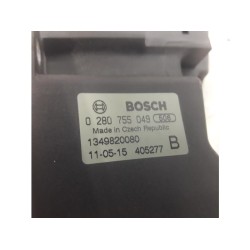 BOSCH
0 280 755 049
Made in Czech Republic
1349820080
11-05-15 405277 B